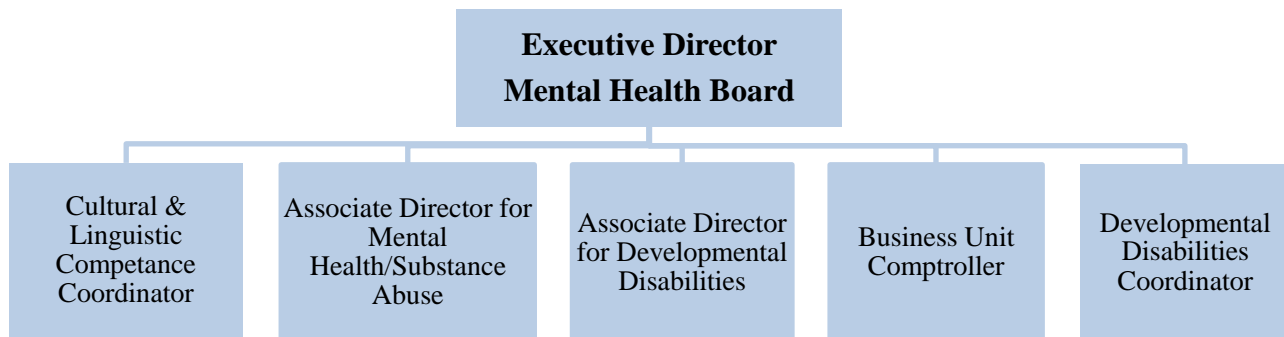 Executive Director
Mental Health Board
Cultural &
Linguistic
Competance
Coordinator
Associate Director for
Mental
Health/Substance
Abuse
Associate Director
for Developmental
Disabilities
Business Unit
Comptroller
Developmental
Disabilities
Coordinator